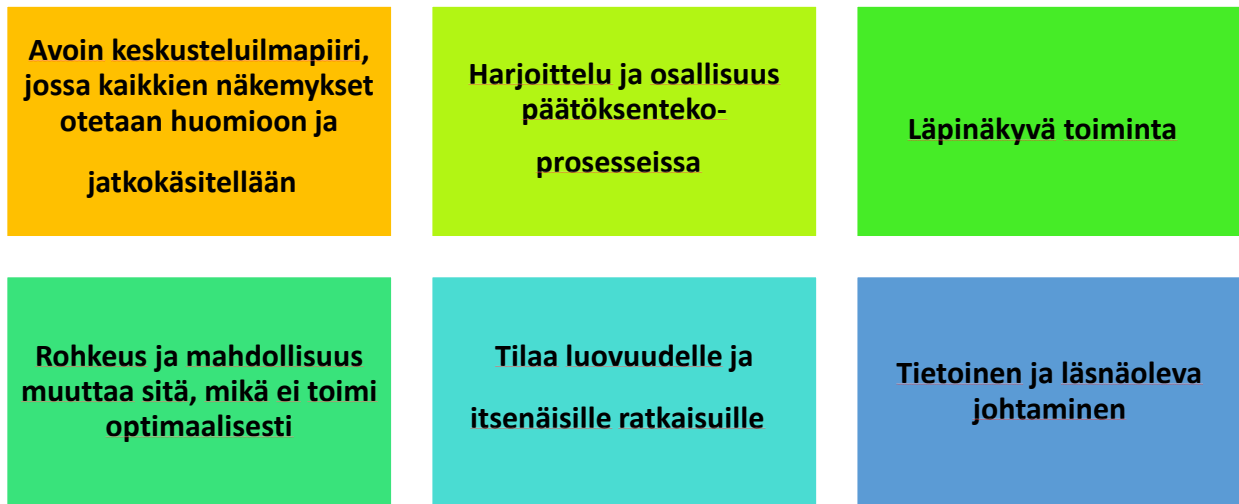 Avoin keskusteluilmapiiri,
jossa kaikkien näkemykset
otetaan huomioon ja
jatkokäsitellään
Harjoittelu ja osallisuus
päätöksenteko-
prosesseissa
Läpinäkyvä toiminta
Rohkeus ja mahdollisuus
muuttaa sitä, mikä ei toimi
optimaalisesti
Tilaa luovuudelle ja
itsenäisille ratkaisuille
Tietoinen ja läsnäoleva
johtaminen